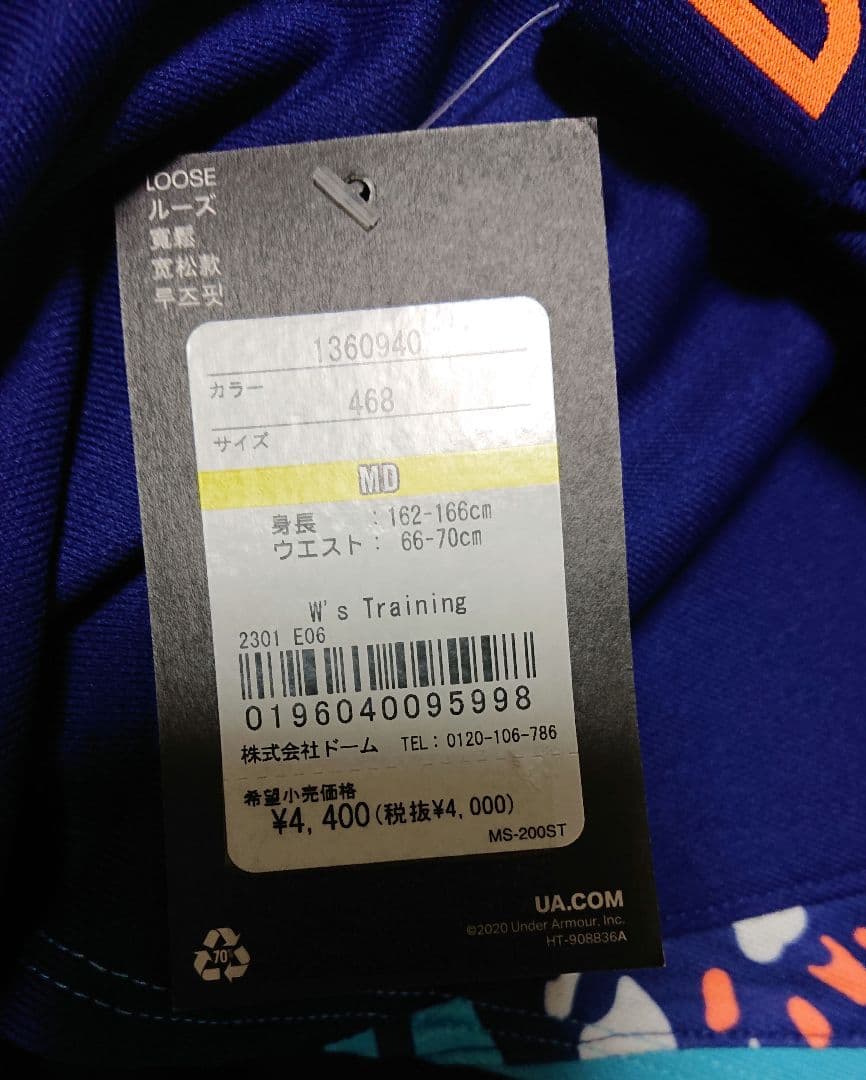 LOOSE
ルーズ
寬鬆
宽松款
루즈핏
1360940
カラー
468
サイズ
MD
身長 : 162-166cm
ウエスト : 66-70cm
W's Training
2301 E06
0196040095998
株式会社ドーム TEL: 0120-106-786
希望小売価格
¥4,400(税抜¥4,000)
MS-200ST
UA.COM
©2020 Under Armour, Inc.
HT-908836A
70%